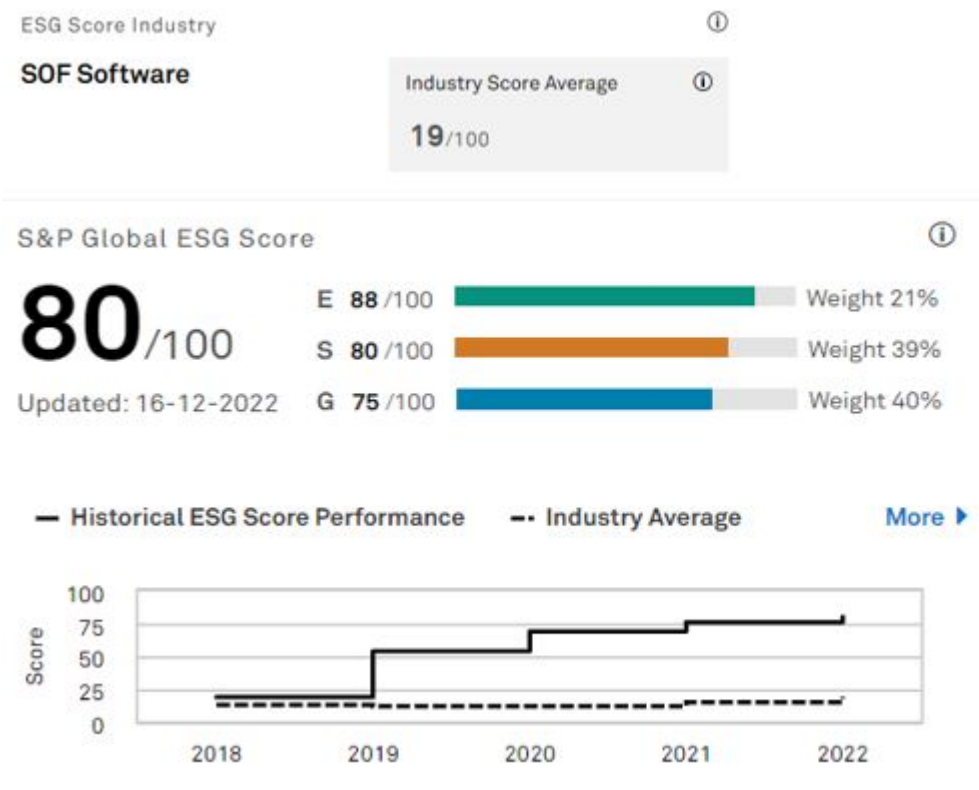 ESG Score Industry
SOF Software
Industry Score Average
19/100
S&P Global ESG Score
80/100
Updated: 16-12-2022
E 88/100 Weight 21%
S 80/100 Weight 39%
G 75/100 Weight 40%
Historical ESG Score Performance
Industry Average
More
Score
100
75
50
25
0
2018 2019 2020 2021 2022